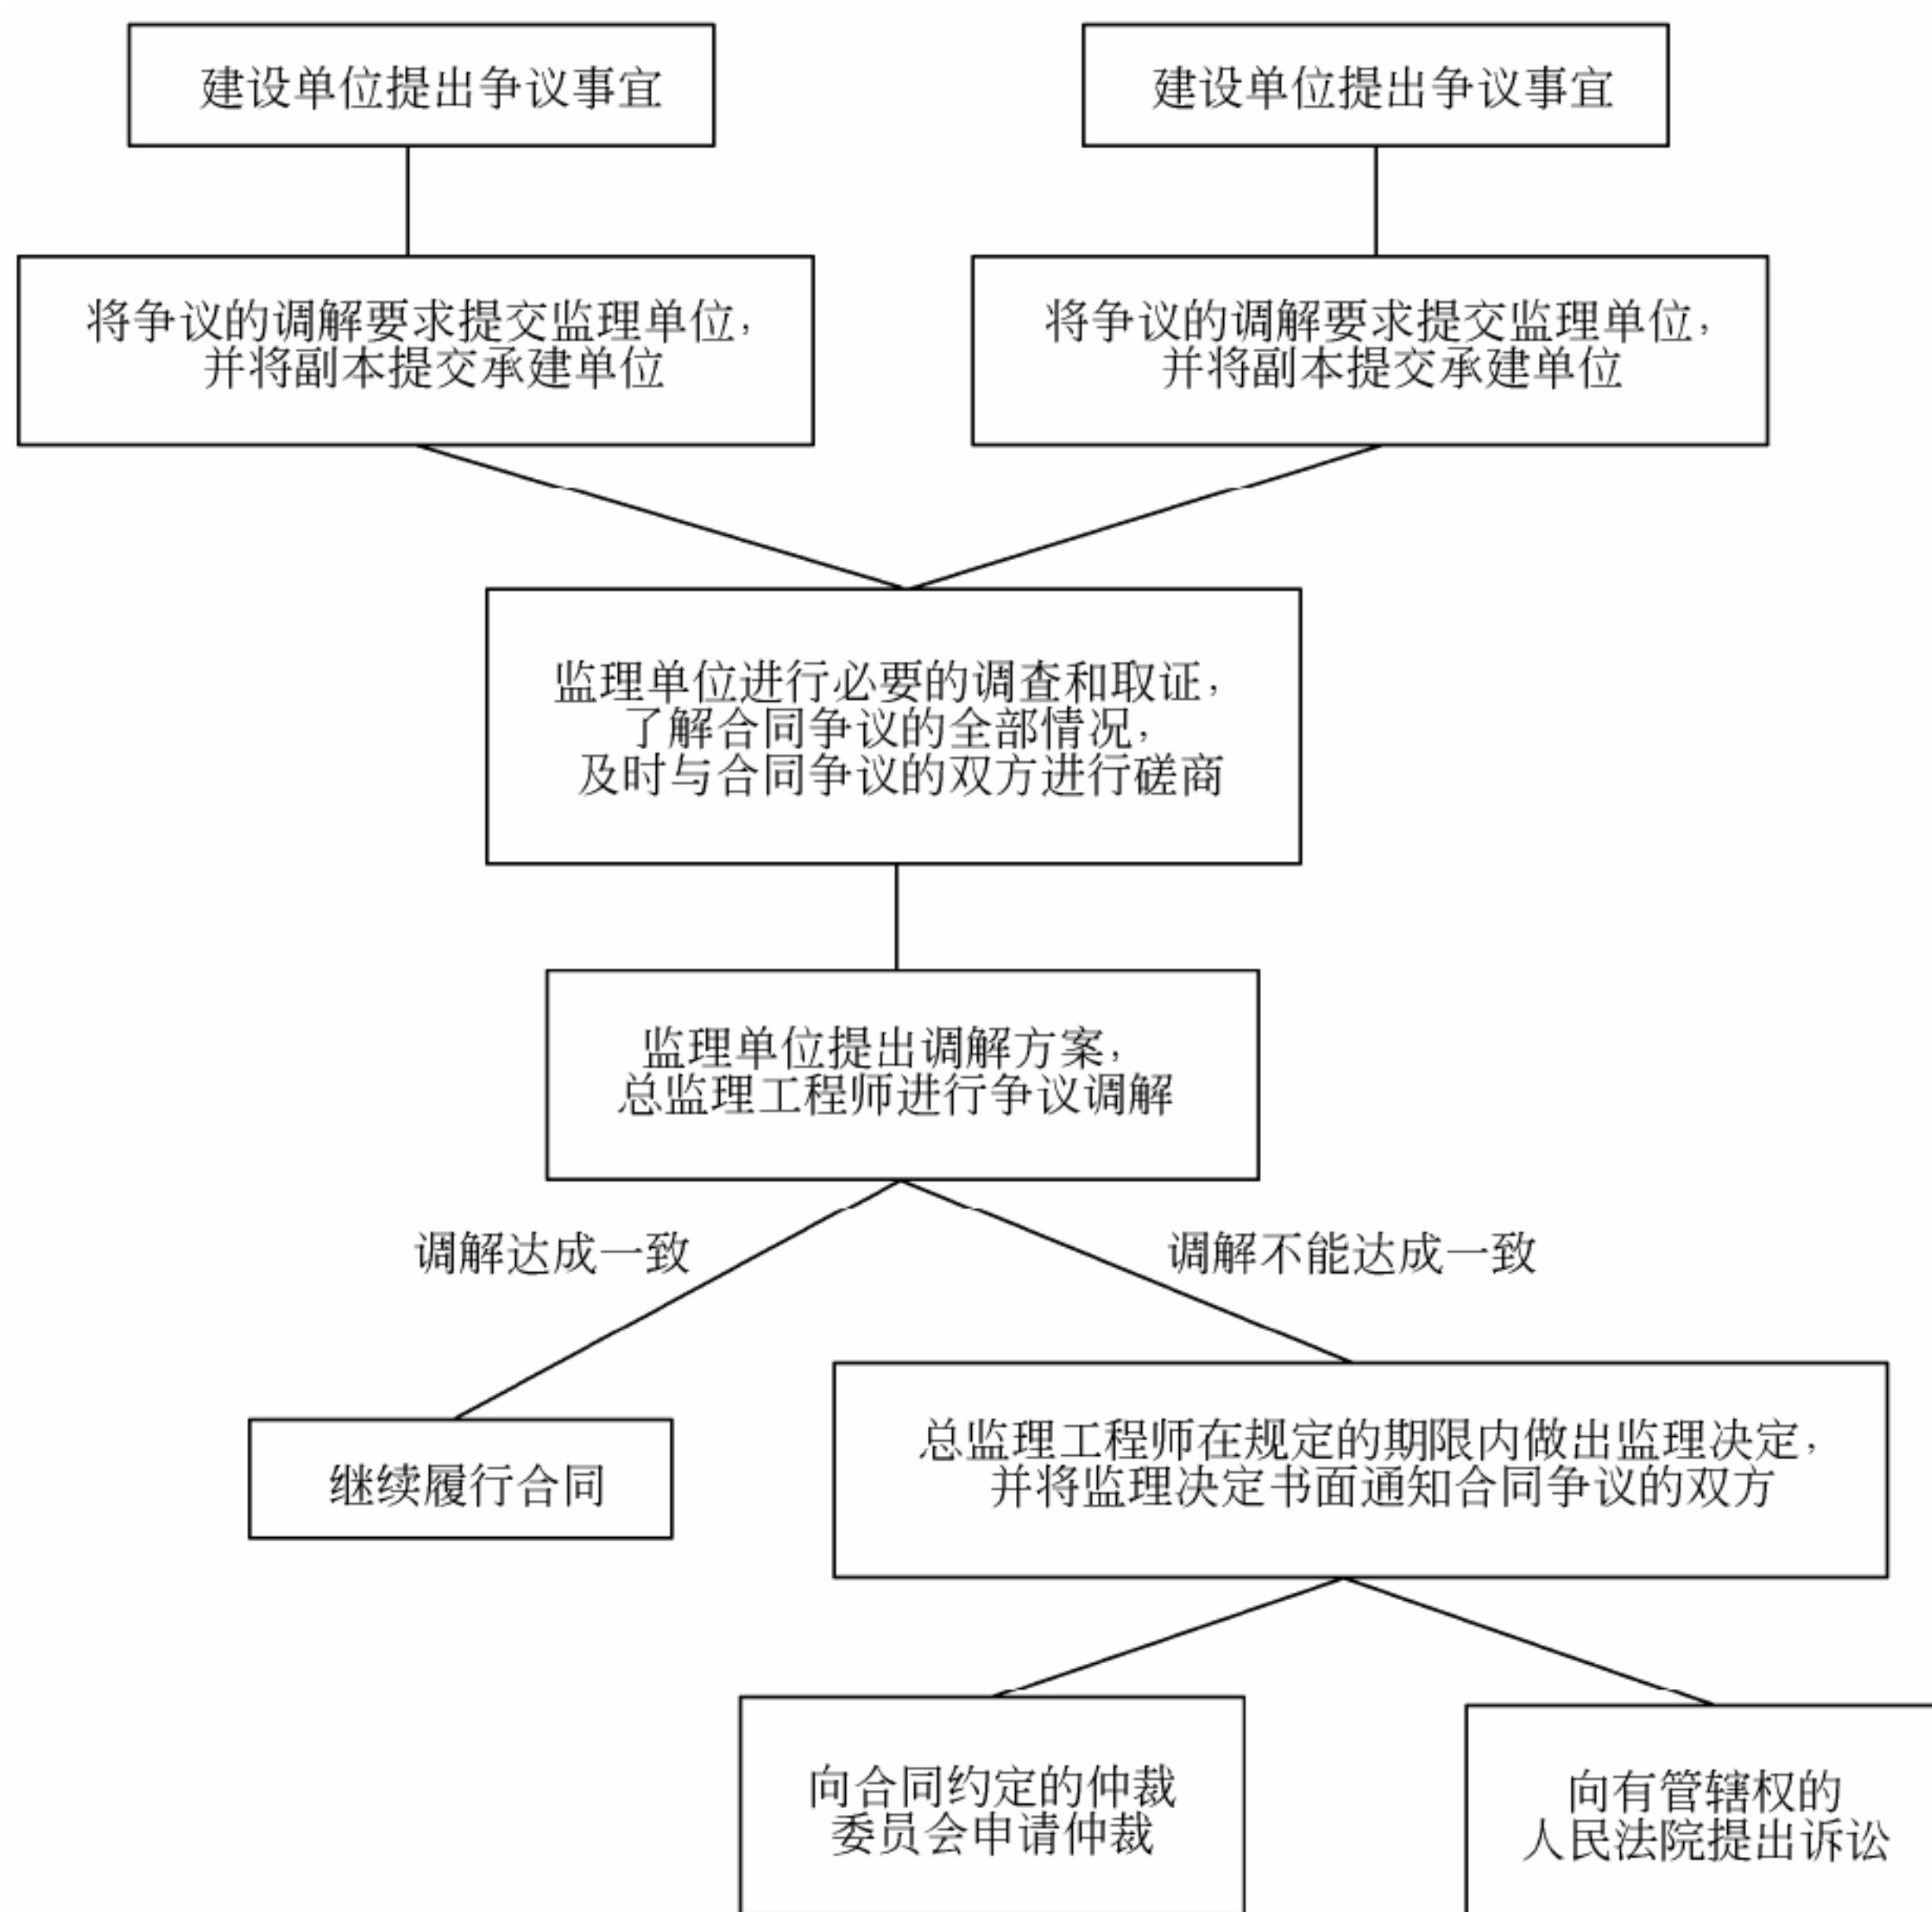 建设单位提出争议事宜
建设单位提出争议事宜
将争议的调解要求提交监理单位，
并将副本提交承建单位
将争议的调解要求提交监理单位，
并将副本提交承建单位
监理单位进行必要的调查和取证，
了解合同争议的全部情况，
及时与合同争议的双方进行磋商
监理单位提出调解方案，
总监理工程师进行争议调解
调解达成一致
调解不能达成一致
继续履行合同
总监理工程师在规定的期限内做出监理决定，
并将监理决定书面通知合同争议的双方
向合同约定的仲裁
委员会申请仲裁
向有管辖权的
人民法院提出诉讼